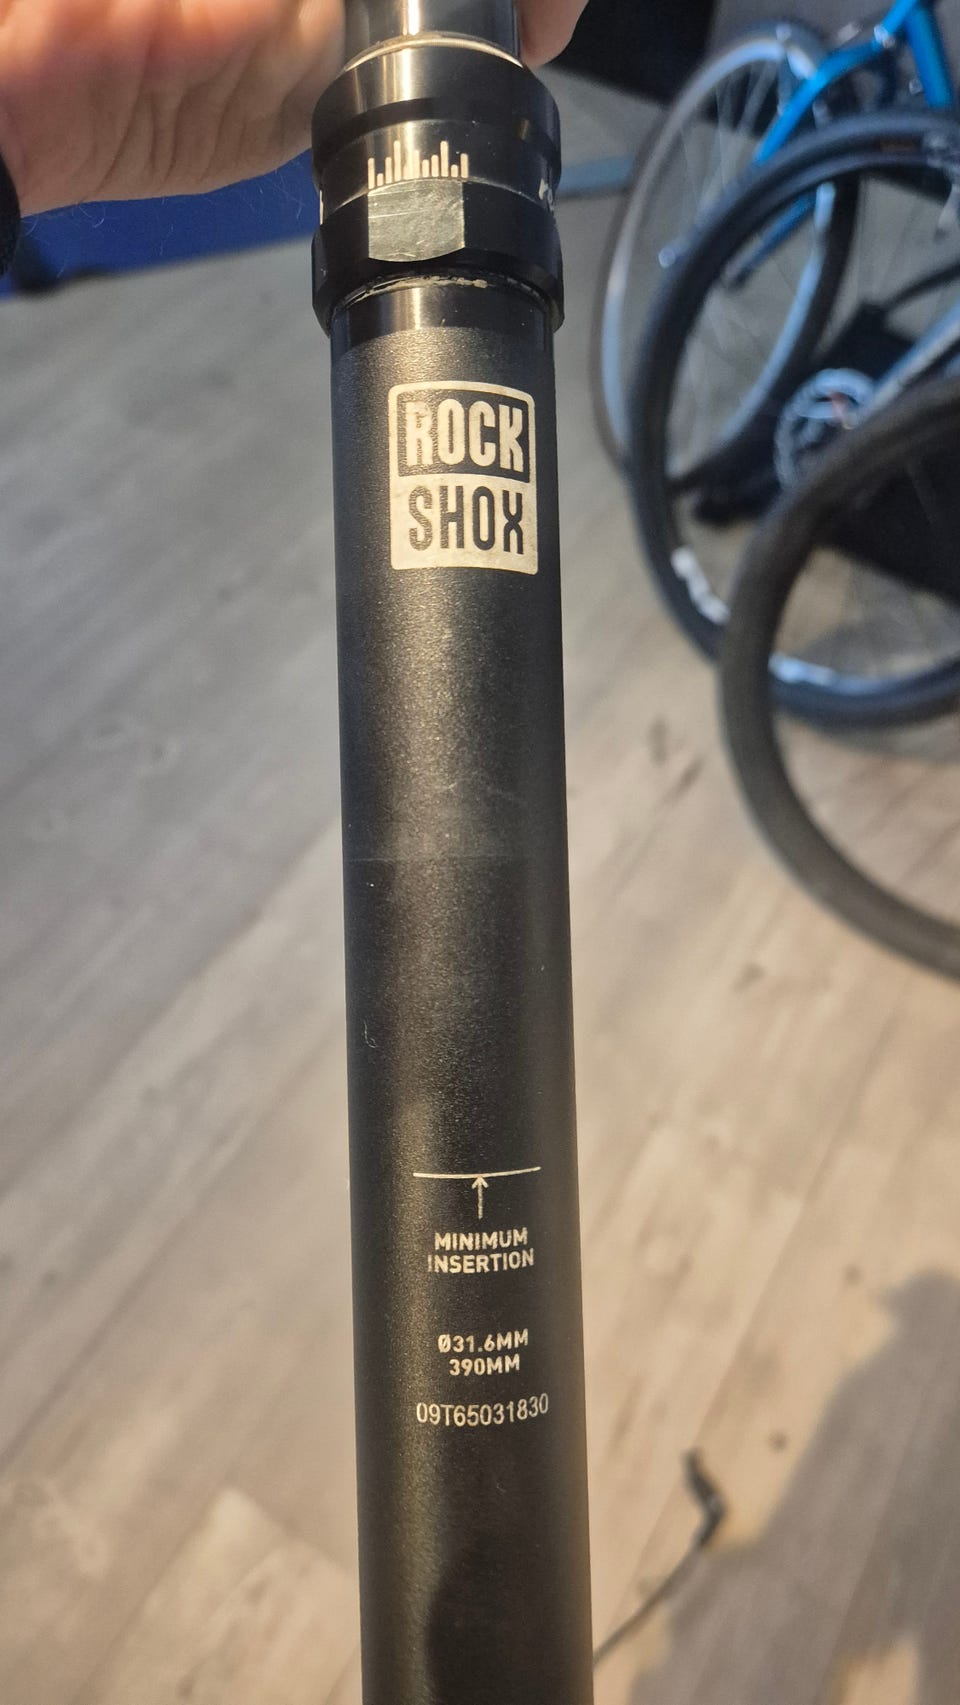 ROCK
SHOX
MINIMUM
INSERTION
Ø31.6MM
390MM
09T65031830